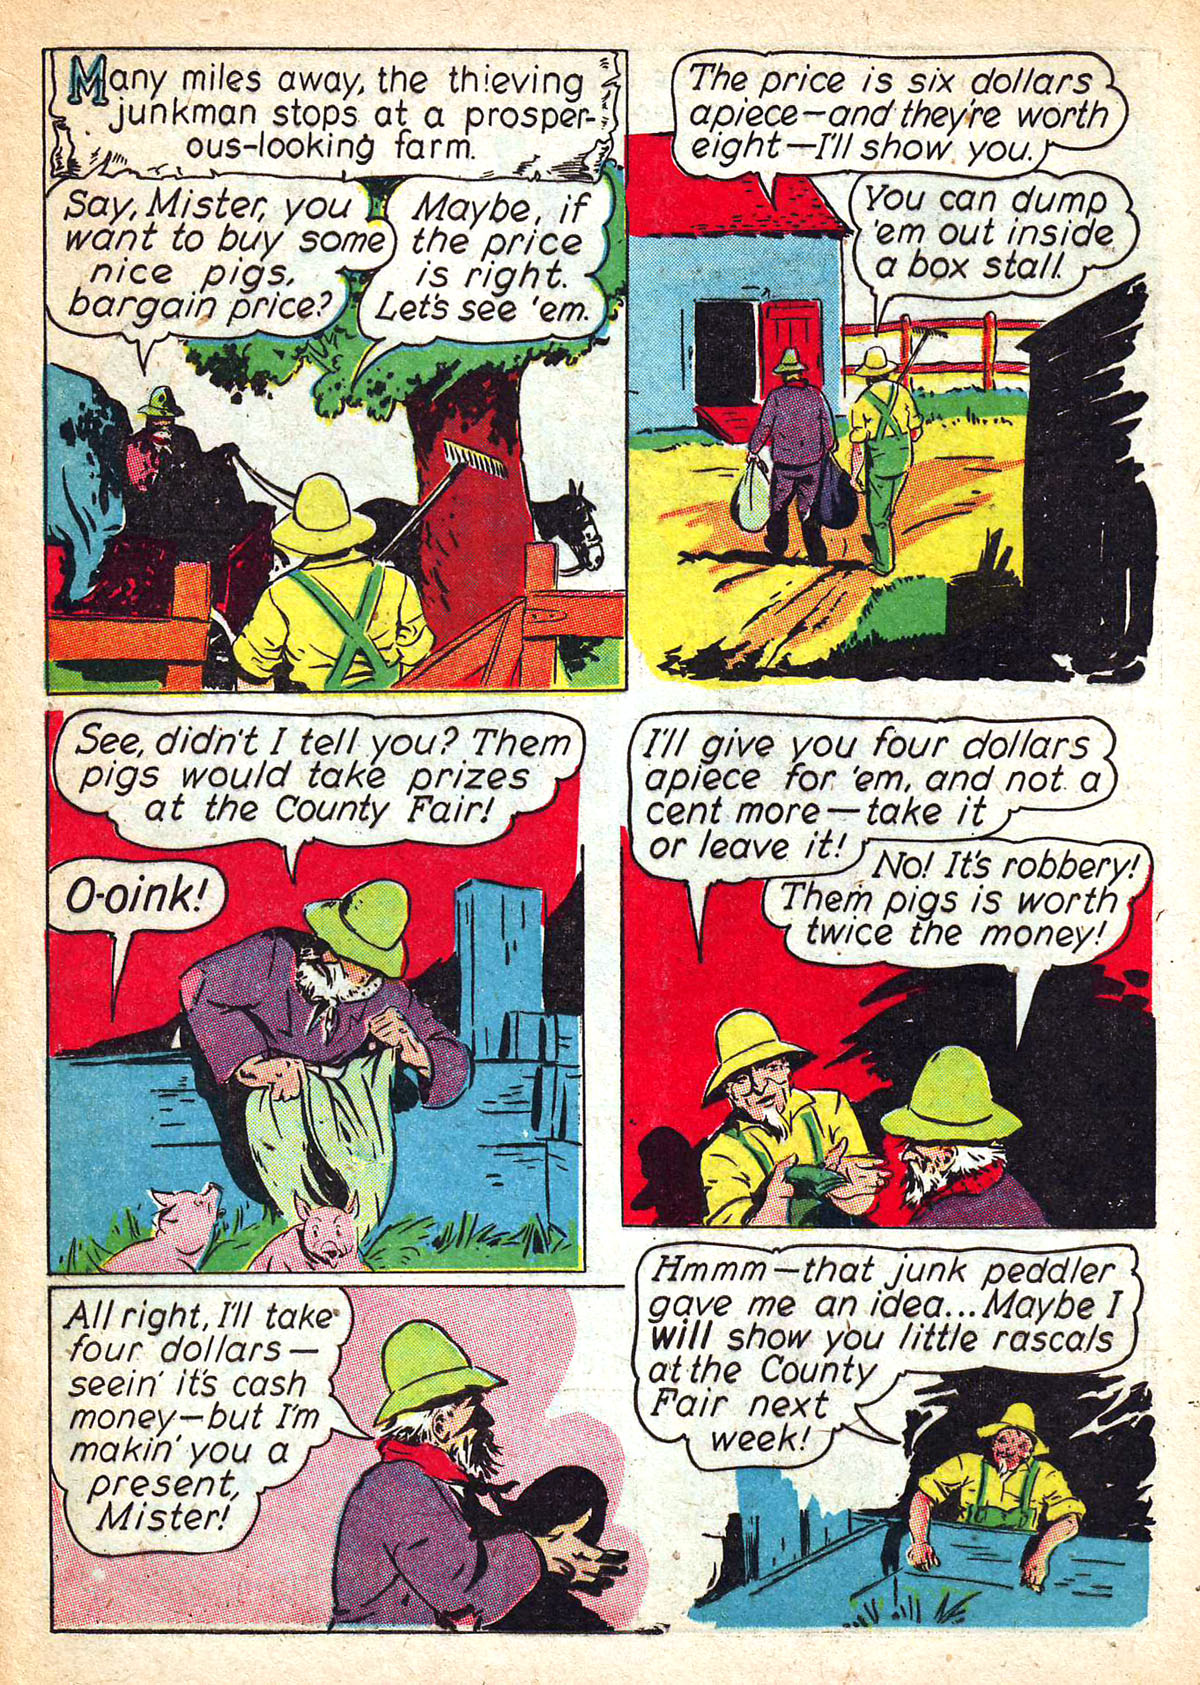 Many miles away, the thieving
junkman stops at a prosper-
ous-looking farm.
Say, Mister, you
want to buy some
nice pigs,
bargain price?
Maybe, if
the price
is right.
Let's see 'em.
The price is six dollars
apiece—and they're worth
eight—I'll show you.
You can dump
'em out inside
a box stall.
See, didn't I tell you? Them
pigs would take prizes
at the County Fair!
O-oink!
I'll give you four dollars
apiece for 'em, and not a
cent more—take it
or leave it!
No! It's robbery!
Them pigs is worth
twice the money!
All right, I'll take
four dollars—
seein' it's cash
money—but I'm
makin' you a
present,
Mister!
Hmmm—that junk peddler
gave me an idea...Maybe I
will show you little rascals
at the County
Fair next
week!